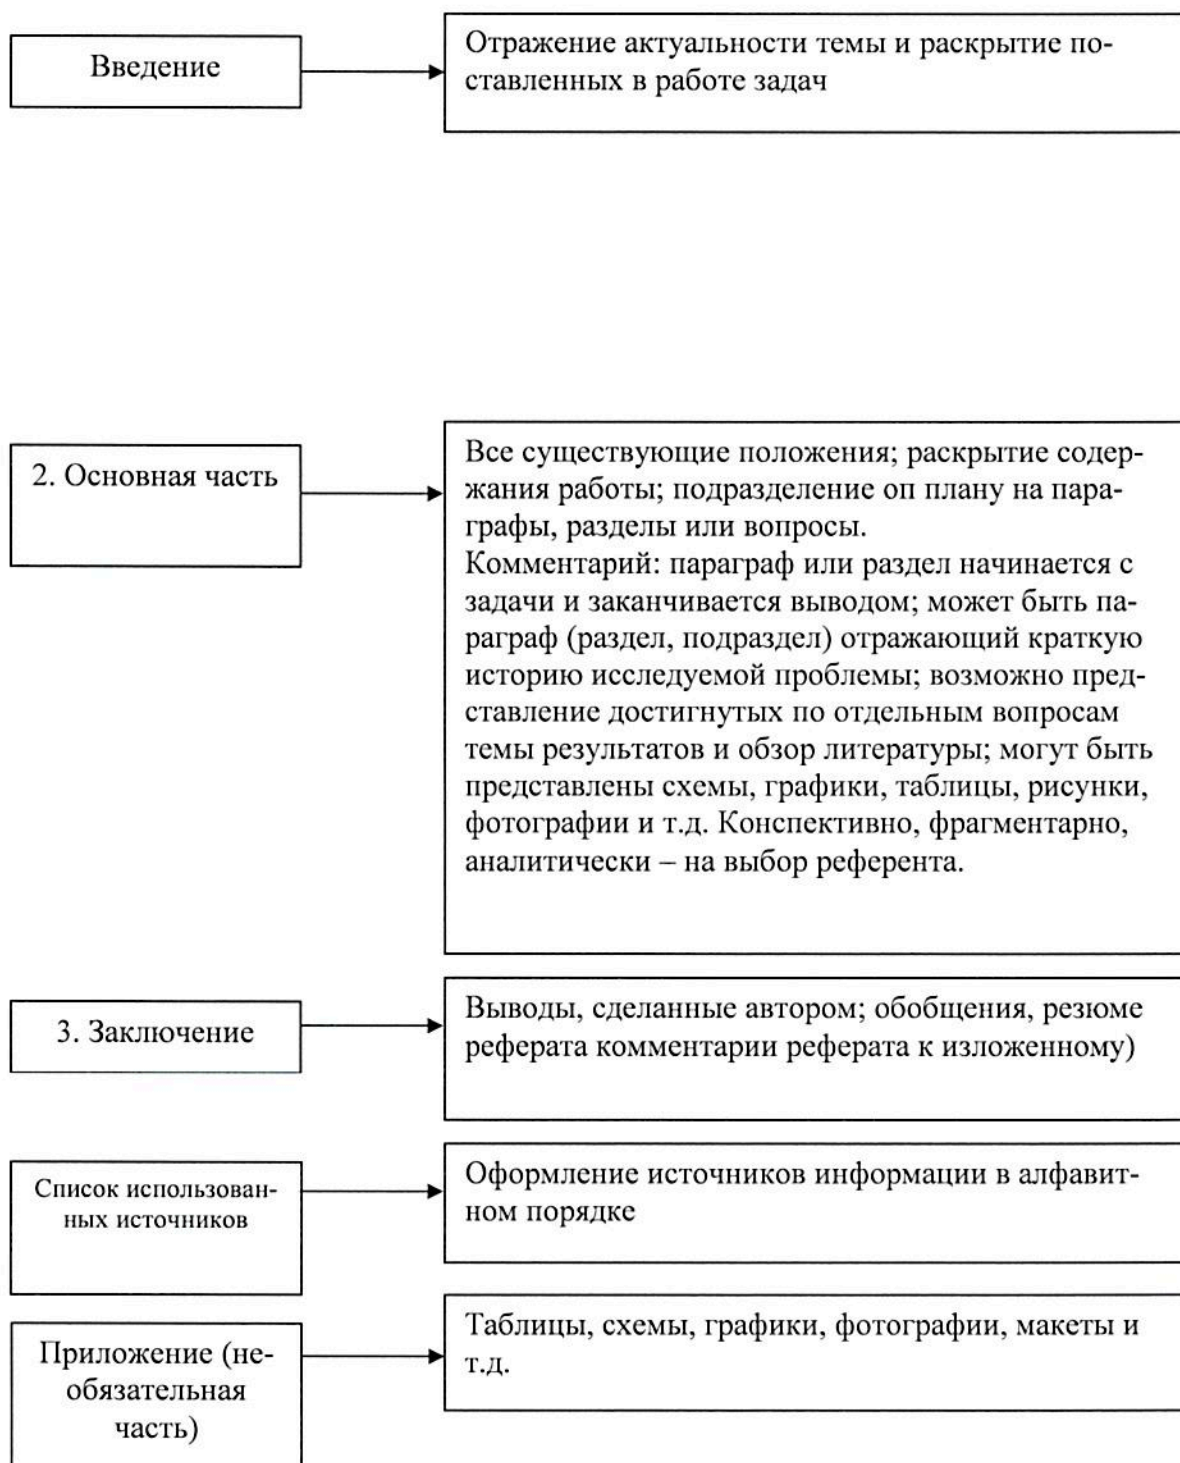 Введение
Отражение актуальности темы и раскрытие по-
ставленных в работе задач
2. Основная часть
Все существующие положения; раскрытие содер-
жания работы; подразделение оп плану на пара-
графы, разделы или вопросы.
Комментарий: параграф или раздел начинается с
задачи и заканчивается выводом; может быть па-
раграф (раздел, подраздел) отражающий краткую
историю исследуемой проблемы; возможно пред-
ставление достигнутых по отдельным вопросам
темы результатов и обзор литературы; могут быть
представлены схемы, графики, таблицы, рисунки,
фотографии и т.д. Конспективно, фрагментарно,
аналитически – на выбор референта.
3. Заключение
Выводы, сделанные автором; обобщения, резюме
реферата комментарии реферата к изложенному)
Список использован-
ных источников
Оформление источников информации в алфавит-
ном порядке
Приложение (не-
обязательная
часть)
Таблицы, схемы, графики, фотографии, макеты и
т.д.